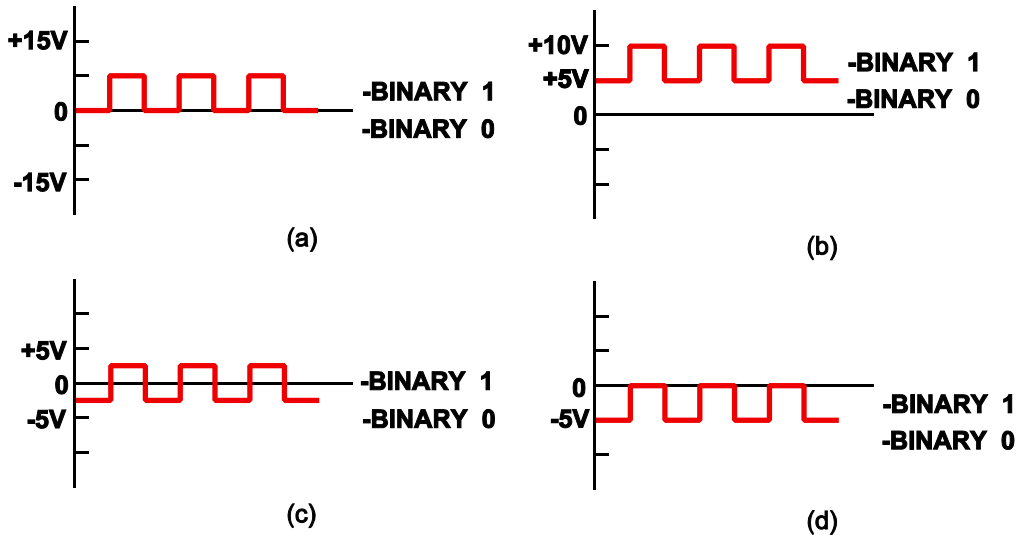 +15V
-BINARY 1
0
-BINARY 0
-15V
(a)
+10V
-BINARY 1
+5V
-BINARY 0
0
(b)
+5V
0
-BINARY 1
-5V
-BINARY 0
(c)
0
-BINARY 1
-5V
-BINARY 0
(d)